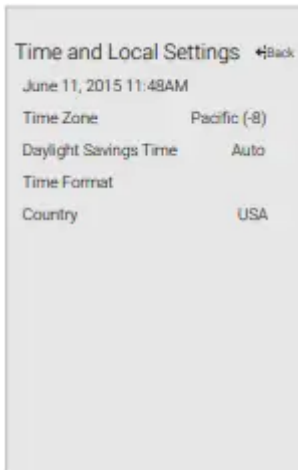 Time and Local Settings Back
June 11, 2015 11:48AM
Time Zone Pacific (-8)
Daylight Savings Time Auto
Time Format
Country USA